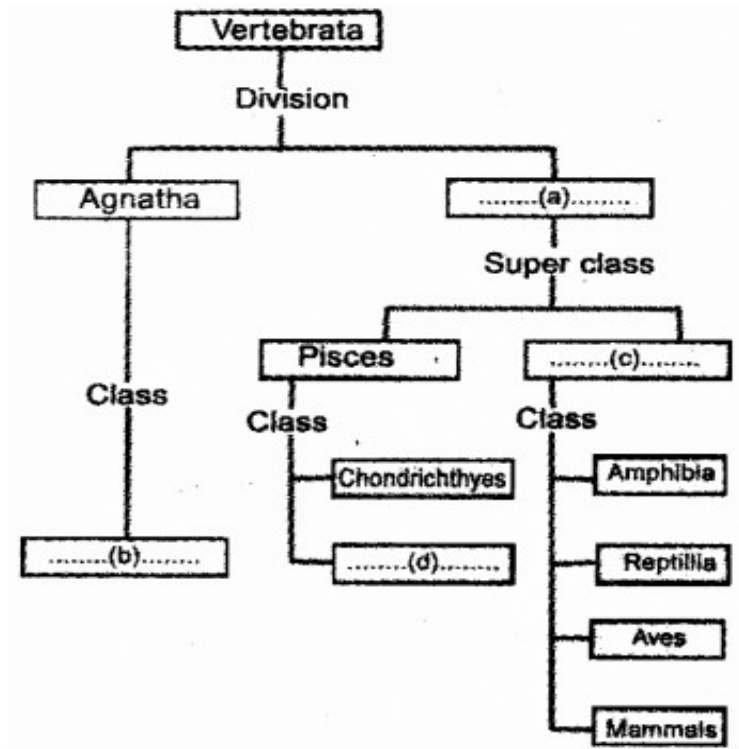 Vertebrata
Division
Agnatha
.........(a).........
Super class
Pisces
.........(c).........
Class
Class
Class
Chondrichthyes
Amphibia
.........(b).........
.........(d).........
Reptillia
Aves
Mammals